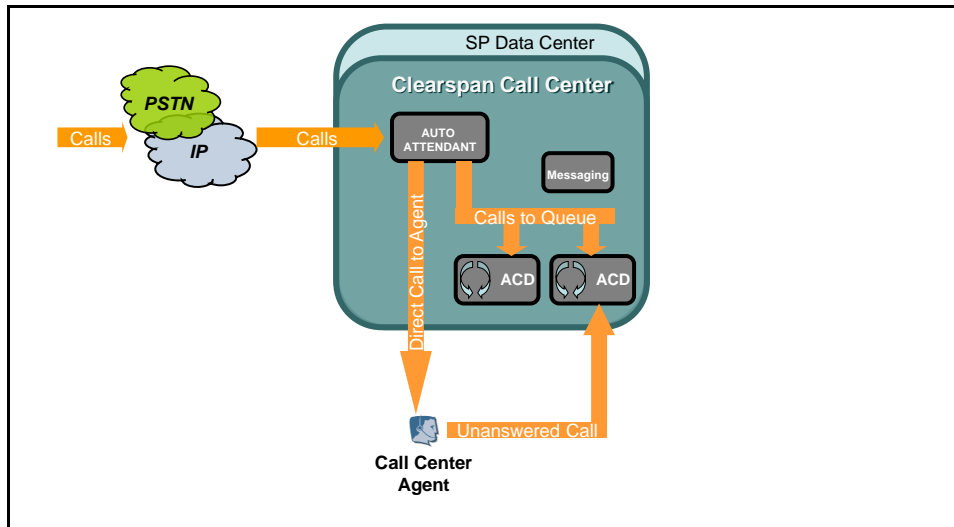 SP Data Center
Clearspan Call Center
PSTN
IP
Calls
Calls
AUTO
ATTENDANT
Messaging
Direct Call to Agent
Calls to Queue
ACD
ACD
Unanswered Call
Call Center
Agent